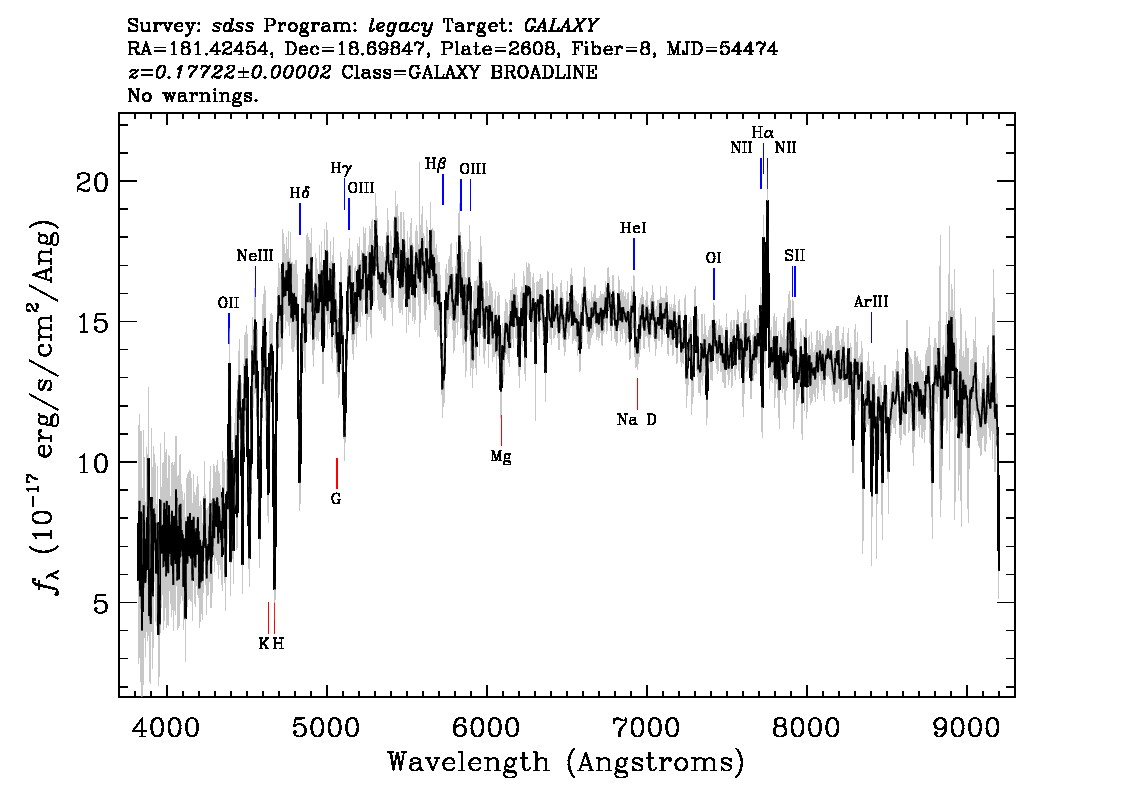 Survey: sdss Program: legacy Target: GALAXY
RA=181.42454, Dec=18.69847, Plate=2608, Fiber=8, MJD=54474
z=0.17722±0.00002 Class=GALAXY BROADLINE
No warnings.
Hα
NII NII
Hβ OIII
Hγ
Hδ OIII
HeI
NeIII OI SII
OII ArIII
Na D
Mg
G
K H
20
15
10
5
fλ (10⁻¹⁷ erg/s/cm²/Ang)
4000 5000 6000 7000 8000 9000
Wavelength (Angstroms)